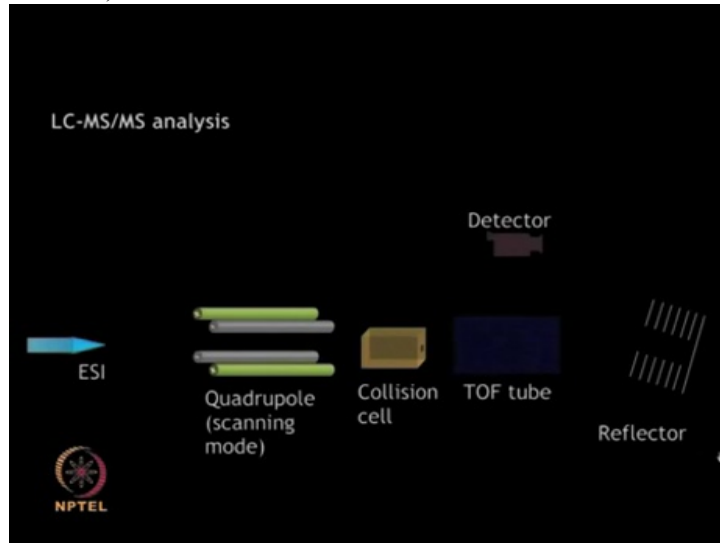 LC-MS/MS analysis
Detector
ESI
Quadrupole
(scanning
mode)
Collision
cell
TOF tube
Reflector
NPTEL